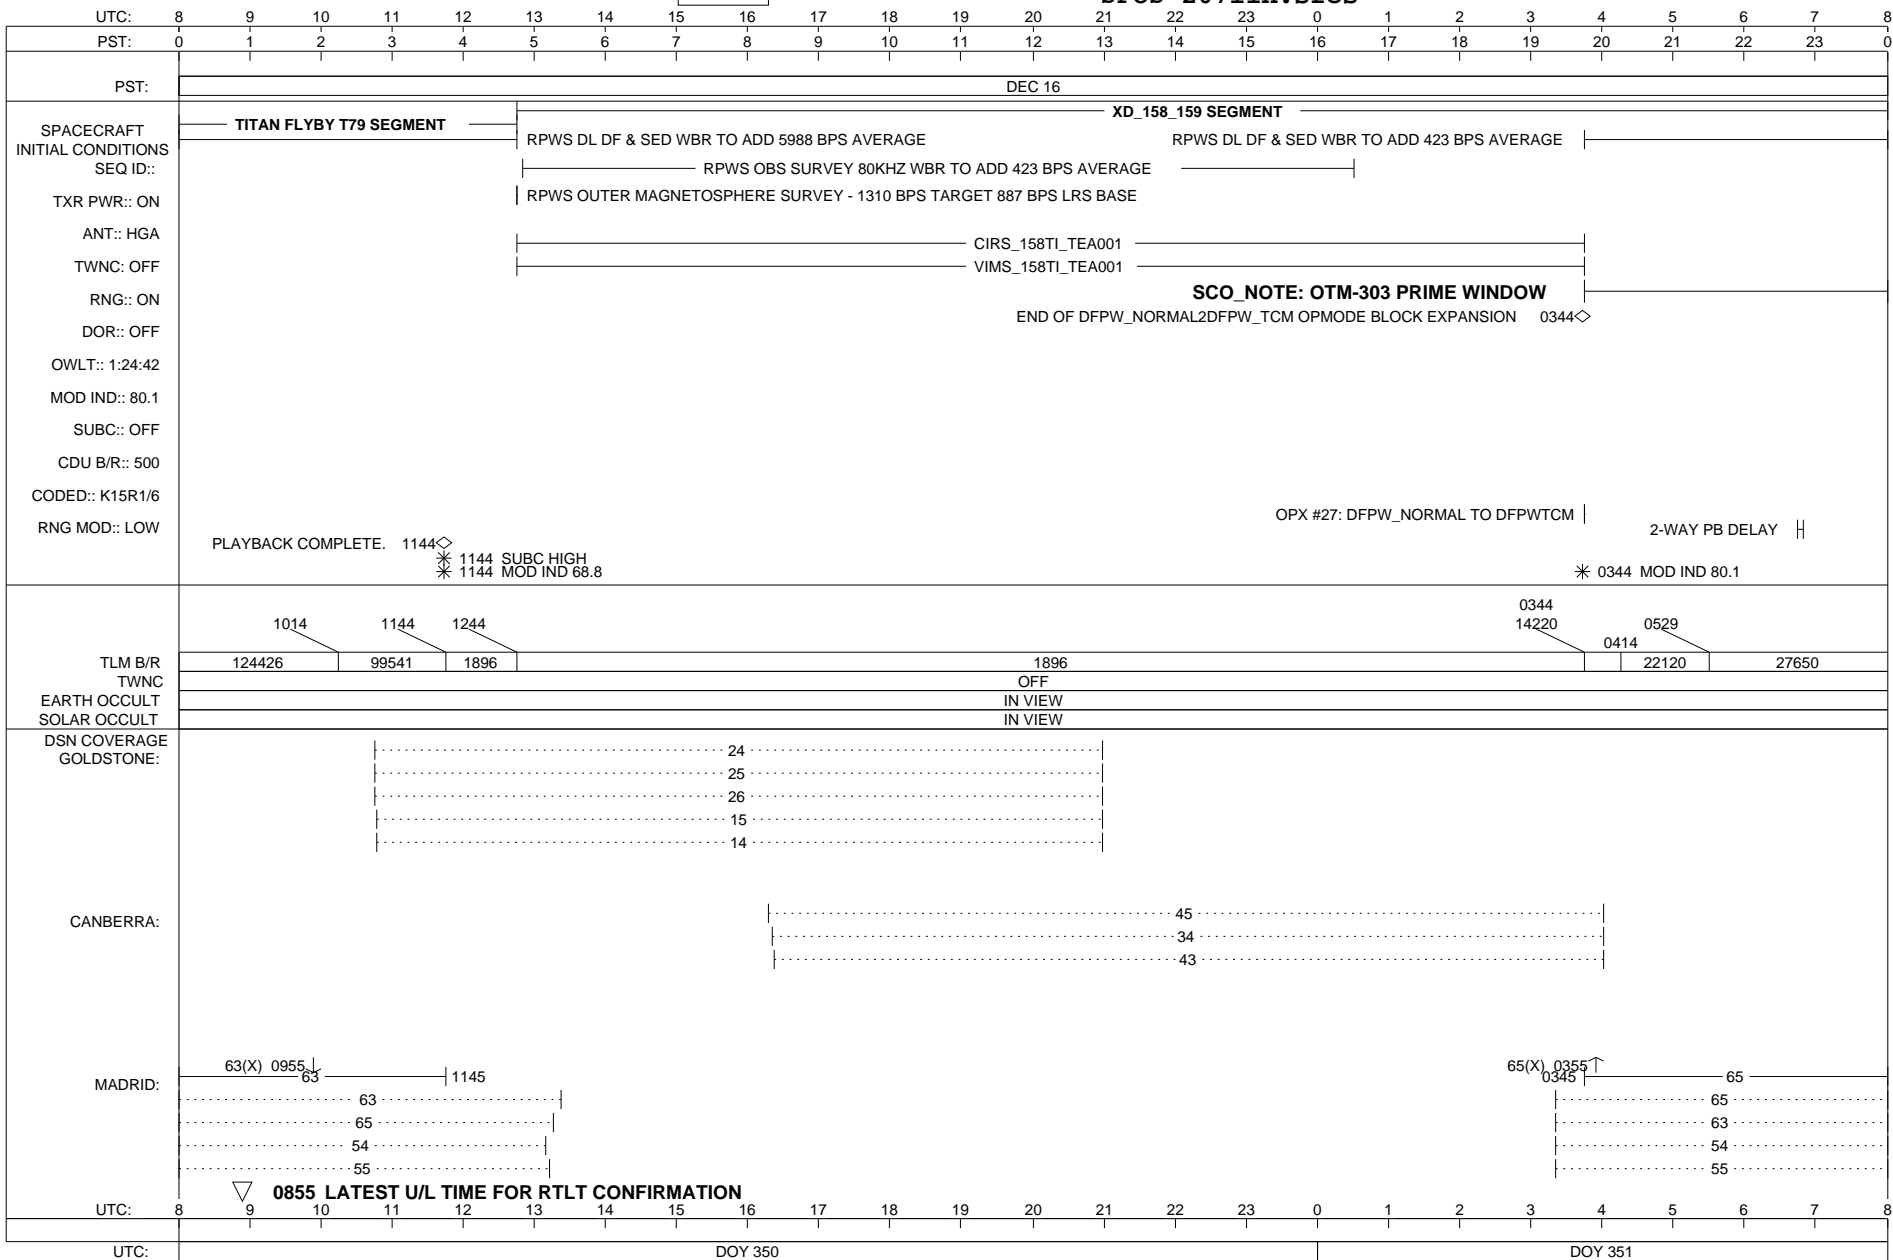 UTC: 8 9 10 11 12 13 14 15 16 17 18 19 20 21 22 23 0 1 2 3 4 5 6 7 8
PST: 0 1 2 3 4 5 6 7 8 9 10 11 12 13 14 15 16 17 18 19 20 21 22 23 0
PST: DEC 16
XD_158_159 SEGMENT
TITAN FLYBY T79 SEGMENT
SPACECRAFT
INITIAL CONDITIONS
RPWS DL DF & SED WBR TO ADD 5988 BPS AVERAGE RPWS DL DF & SED WBR TO ADD 423 BPS AVERAGE
SEQ ID:: RPWS OBS SURVEY 80KHZ WBR TO ADD 423 BPS AVERAGE
TXR PWR:: ON RPWS OUTER MAGNETOSPHERE SURVEY - 1310 BPS TARGET 887 BPS LRS BASE
ANT:: HGA CIRS_158TI_TEA001
TWNC: OFF VIMS_158TI_TEA001
RNG:: ON SCO_NOTE: OTM-303 PRIME WINDOW
END OF DFPW_NORMAL2DFPW_TCM OPMODE BLOCK EXPANSION 0344
DOR:: OFF
OWLT:: 1:24:42
MOD IND:: 80.1
SUBC:: OFF
CDU B/R:: 500
CODED:: K15R1/6
OPX #27: DFPW_NORMAL TO DFPWTCM
RNG MOD:: LOW 2-WAY PB DELAY
PLAYBACK COMPLETE. 1144
1144 SUBC HIGH
1144 MOD IND 68.8 0344 MOD IND 80.1
0344
1014 1144 1244 14220 0529
0414
TLM B/R 124426 99541 1896 1896 22120 27650
TWNC OFF
EARTH OCCULT IN VIEW
SOLAR OCCULT IN VIEW
DSN COVERAGE
GOLDSTONE: 24
25
26
15
14
CANBERRA: 45
34
43
63(X) 0955 65(X) 0355
MADRID: 63 1145 0345 65
63 65
65 63
54 54
55 55
0855 LATEST U/L TIME FOR RTLT CONFIRMATION
UTC: 8 9 10 11 12 13 14 15 16 17 18 19 20 21 22 23 0 1 2 3 4 5 6 7 8
UTC: DOY 350 DOY 351